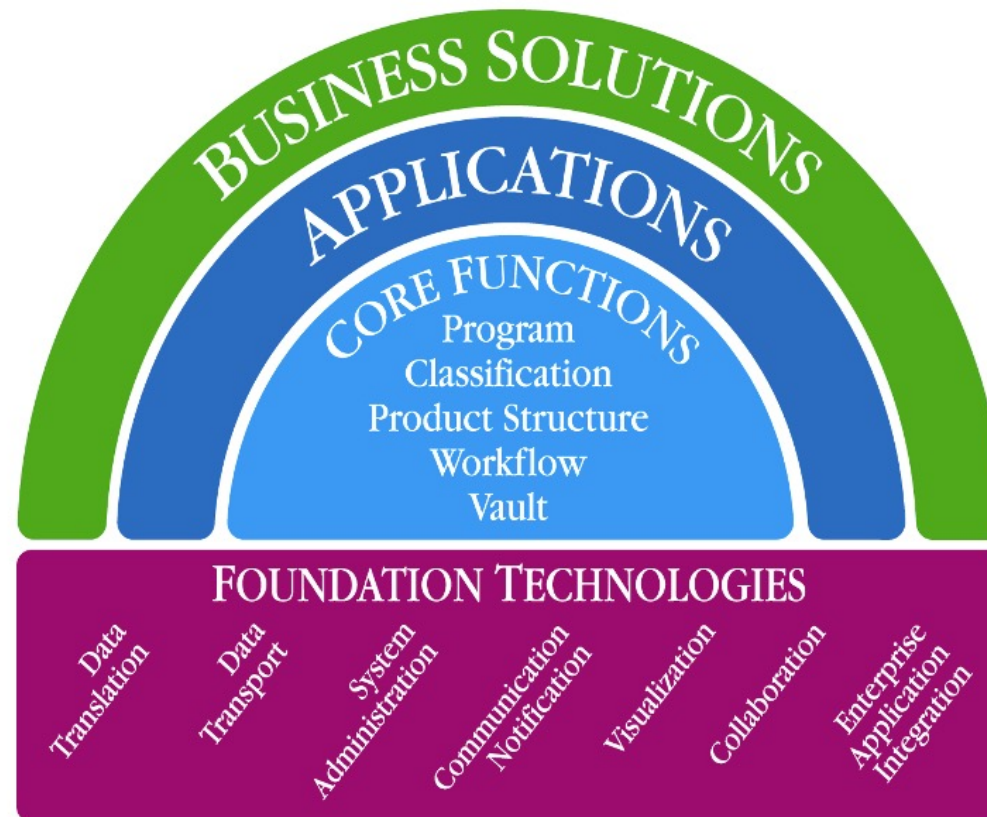 BUSINESS SOLUTIONS
APPLICATIONS
CORE FUNCTIONS
Program
Classification
Product Structure
Workflow
Vault
FOUNDATION TECHNOLOGIES
Data
Translation
Data
Transport
System
Administration
Communication
Notification
Visualization
Collaboration
Enterprise
Application
Integration